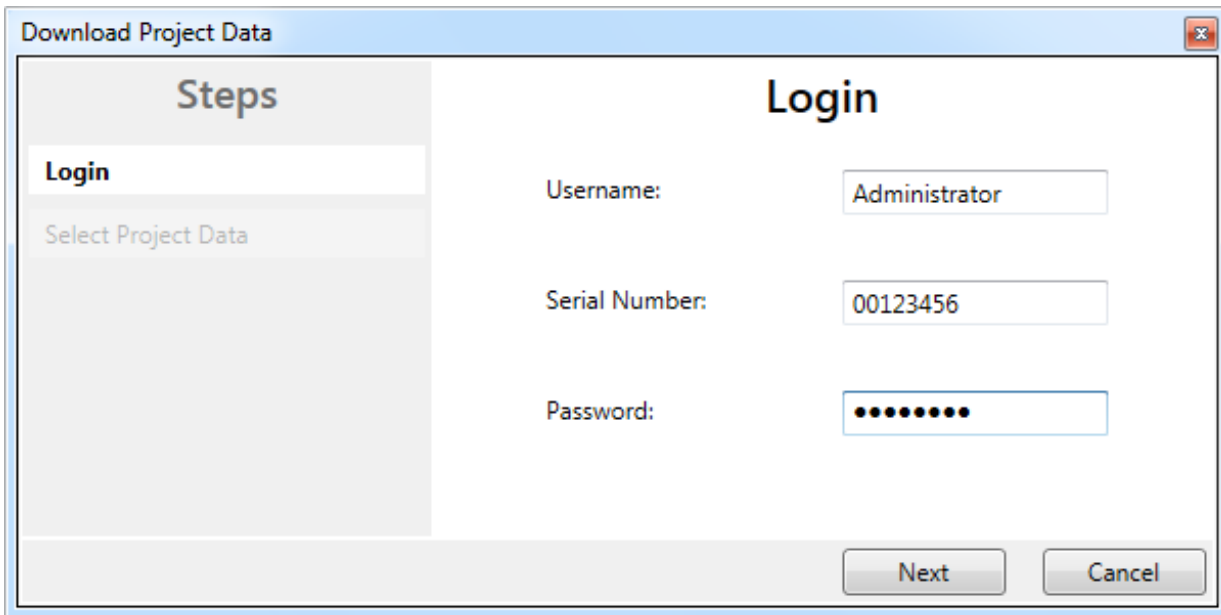 Download Project Data
Steps
Login
Select Project Data
Login
Username:
Administrator
Serial Number:
00123456
Password:
••••••••
Next
Cancel